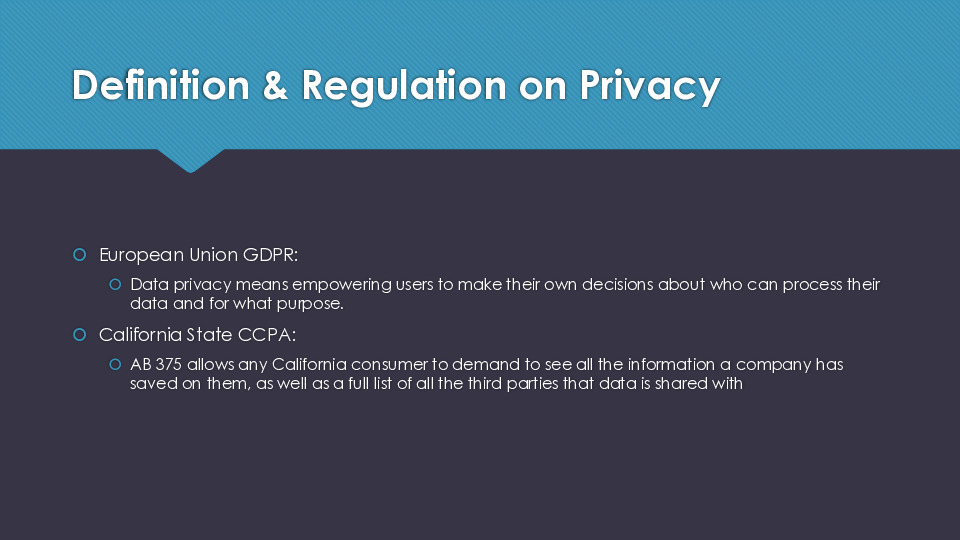 Definition & Regulation on Privacy
European Union GDPR:
Data privacy means empowering users to make their own decisions about who can process their
data and for what purpose.
California State CCPA:
AB 375 allows any California consumer to demand to see all the information a company has
saved on them, as well as a full list of all the third parties that data is shared with